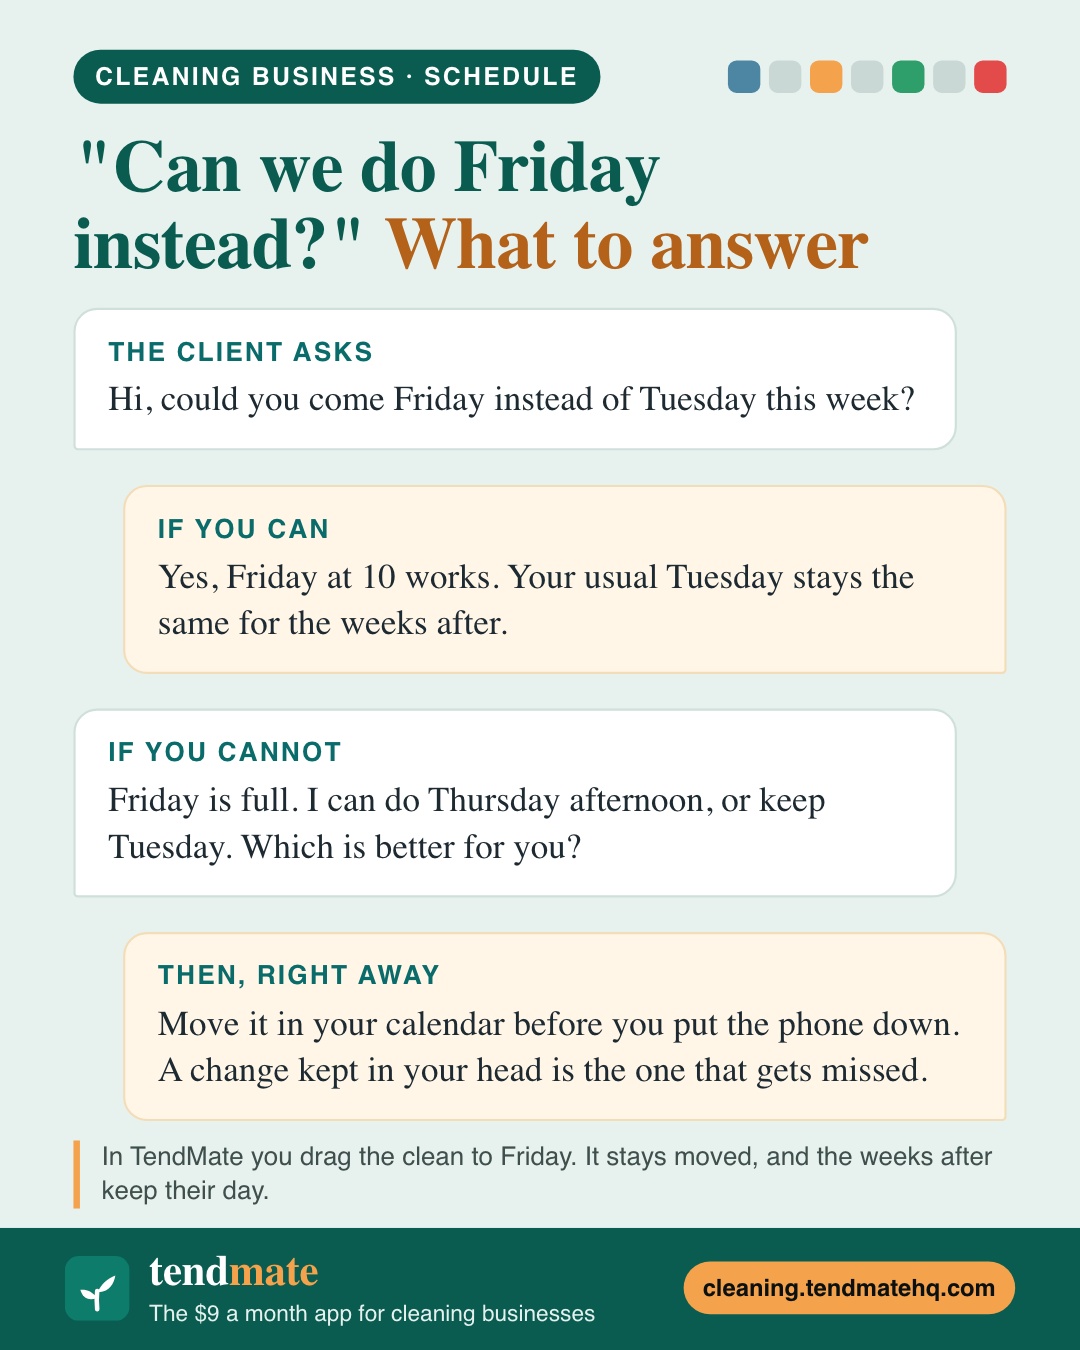 CLEANING BUSINESS · SCHEDULE
"Can we do Friday
instead?" What to answer
THE CLIENT ASKS
Hi, could you come Friday instead of Tuesday this week?
IF YOU CAN
Yes, Friday at 10 works. Your usual Tuesday stays the
same for the weeks after.
IF YOU CANNOT
Friday is full. I can do Thursday afternoon, or keep
Tuesday. Which is better for you?
THEN, RIGHT AWAY
Move it in your calendar before you put the phone down.
A change kept in your head is the one that gets missed.
In TendMate you drag the clean to Friday. It stays moved, and the weeks after
keep their day.
tendmate
The $9 a month app for cleaning businesses
cleaning.tendmatehq.com